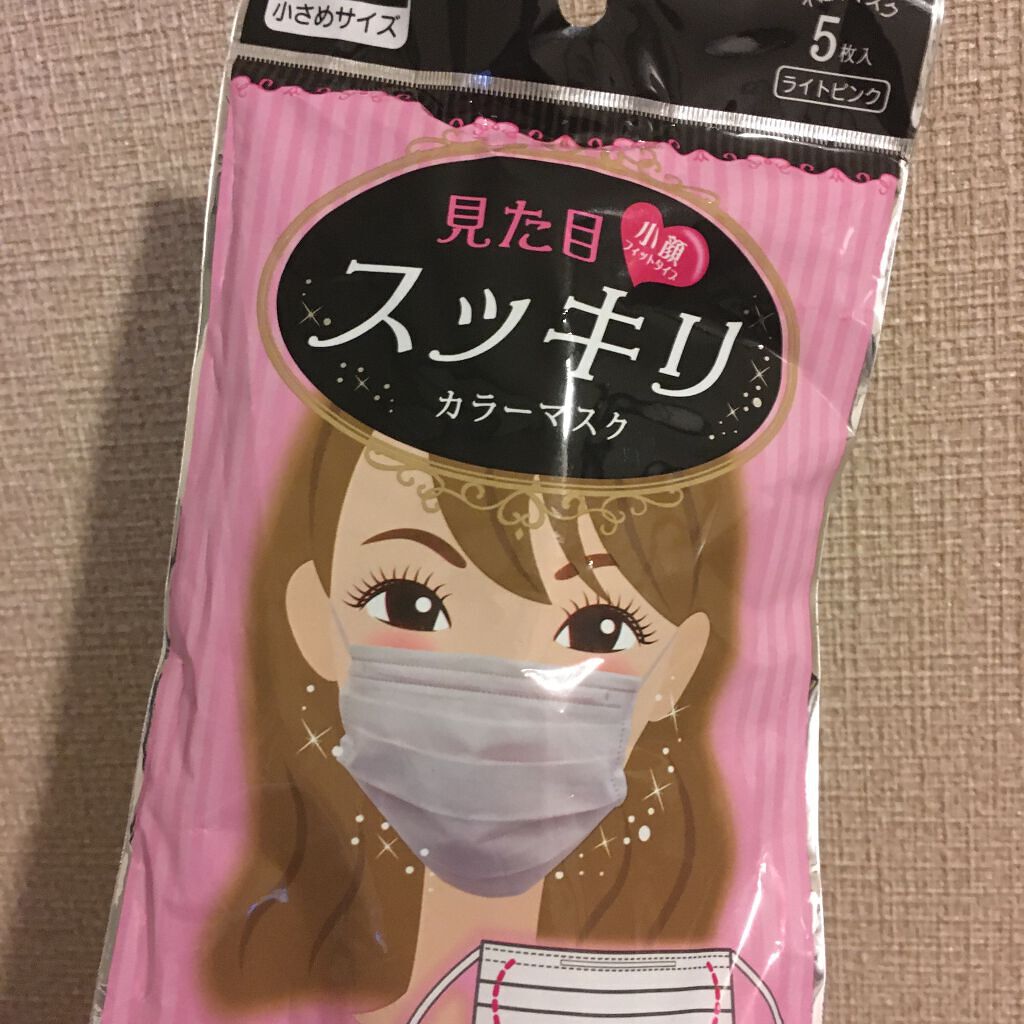 小さめサイズ
5枚入
ライトピンク
見た目
小顔
フィットタイプ
スッキリ
カラーマスク